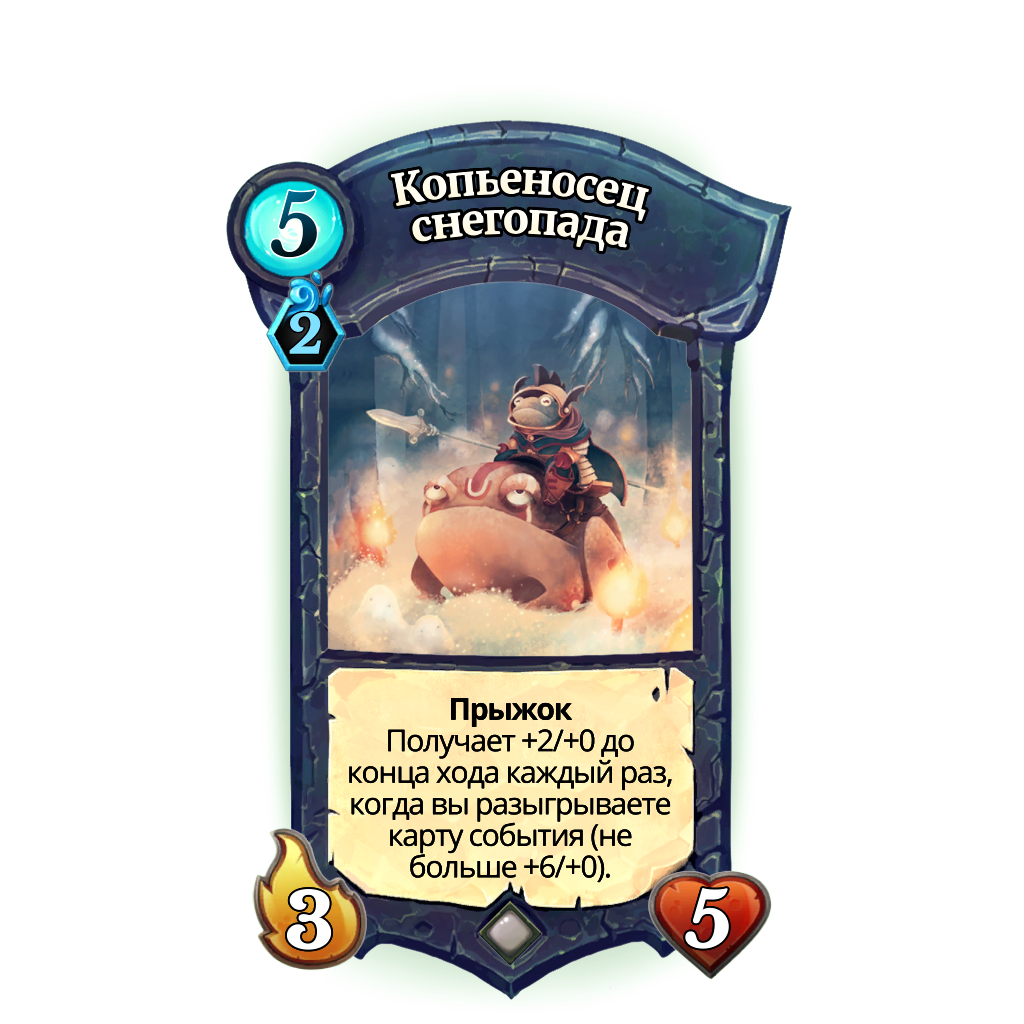 Копьеносец
снегопада
5
2
Прыжок
Получает +2/+0 до
конца хода каждый раз,
когда вы разыгрываете
карту события (не
больше +6/+0).
3
5